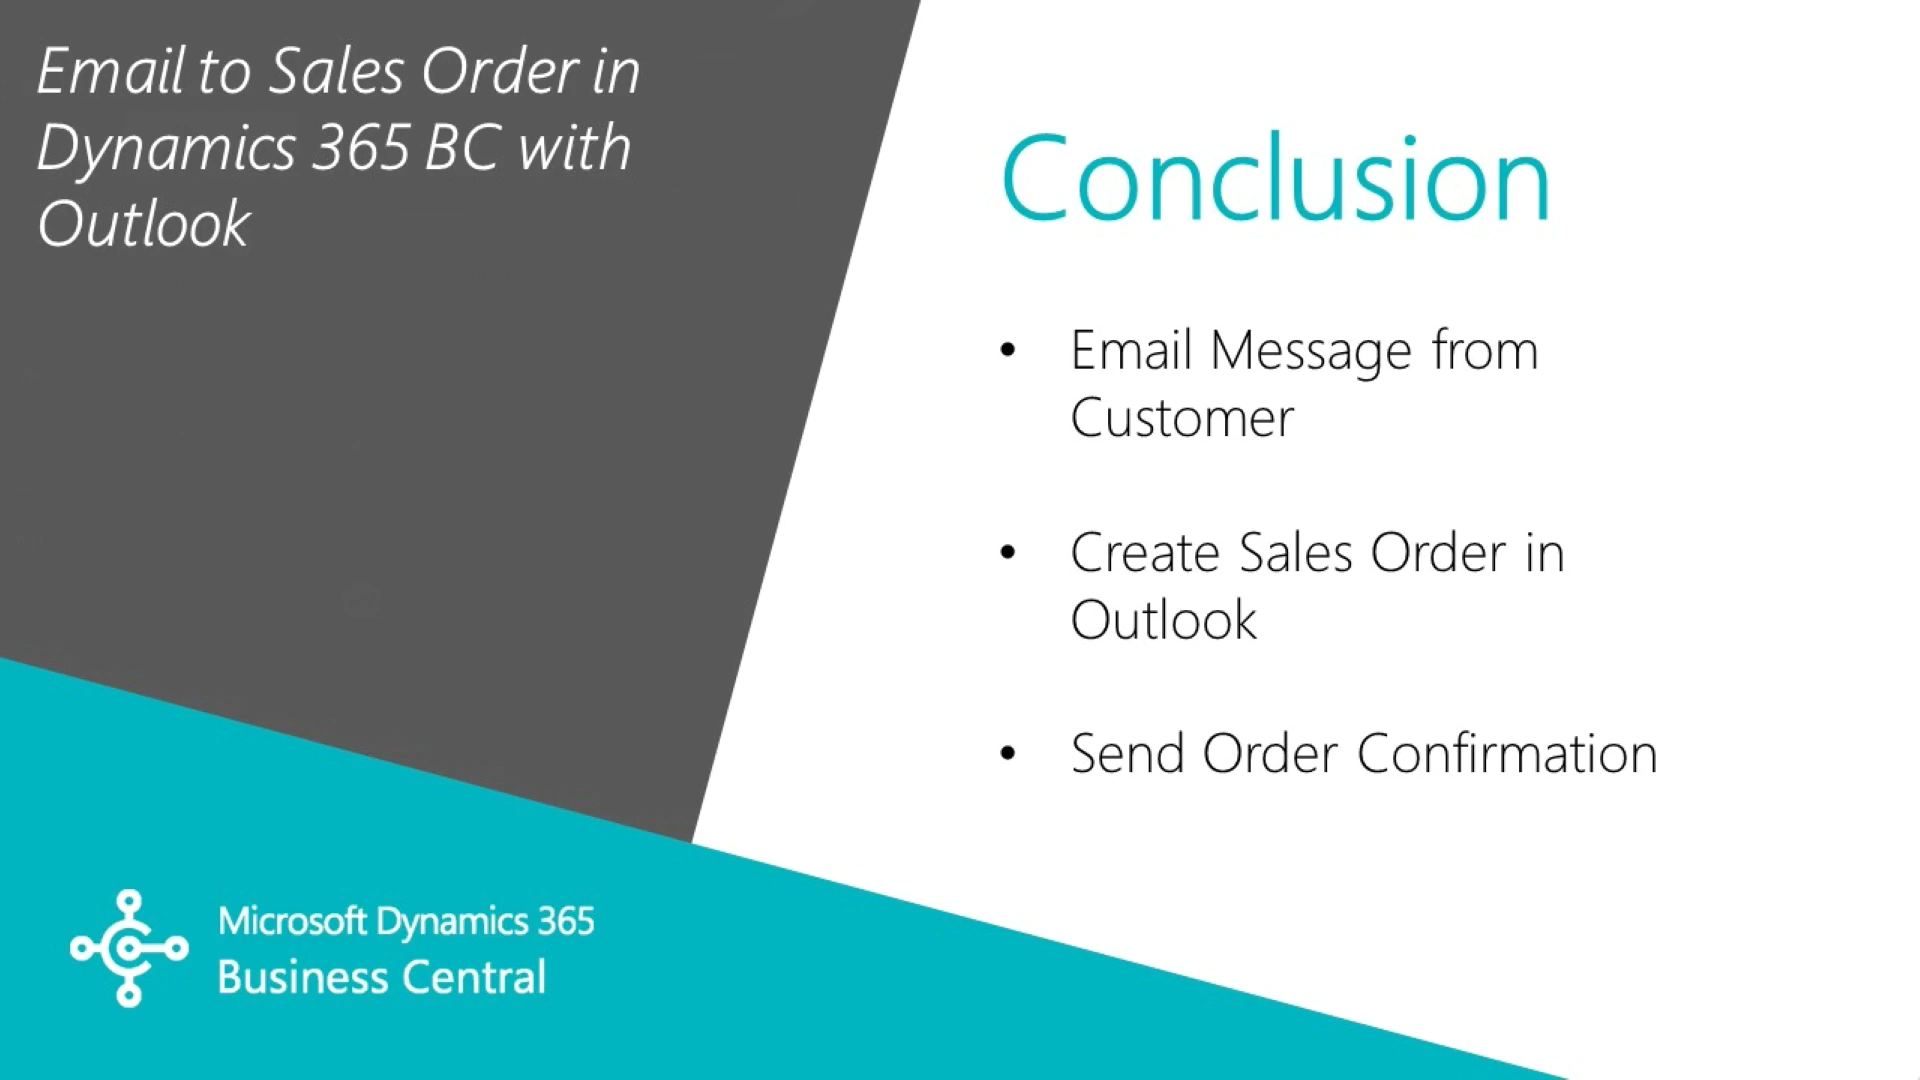 Email to Sales Order in
Dynamics 365 BC with
Outlook
Conclusion
• Email Message from
Customer
• Create Sales Order in
Outlook
• Send Order Confirmation
Microsoft Dynamics 365
Business Central